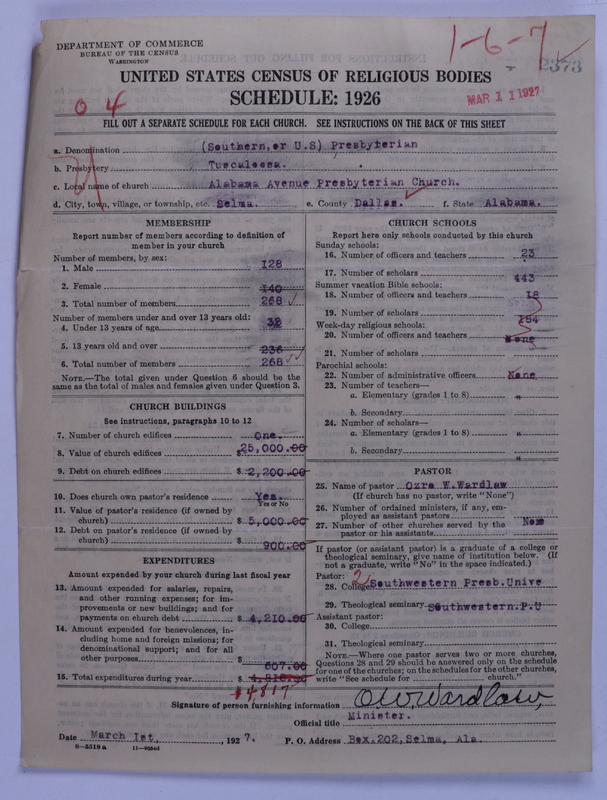 DEPARTMENT OF COMMERCE
BUREAU OF THE CENSUS
WASHINGTON
1-6-7
2373
UNITED STATES CENSUS OF RELIGIOUS BODIES
SCHEDULE: 1926
MAR 11 1927
0 4
FILL OUT A SEPARATE SCHEDULE FOR EACH CHURCH. SEE INSTRUCTIONS ON THE BACK OF THIS SHEET
a. Denomination (Southern,or U.S) Presbyterian
b. Presbytery Tuscaloosa.
c. Local name of church Alabama Avenue Presbyterian Church.
d. City, town, village, or township, etc. Selma. e. County Dallas. f. State Alabama.
MEMBERSHIP
Report number of members according to definition of
member in your church
Number of members, by sex:
1. Male 128
2. Female 140
3. Total number of members 268
Number of members under and over 13 years old:
4. Under 13 years of age 32
5. 13 years old and over 236
6. Total number of members 268
NOTE.—The total given under Question 6 should be the
same as the total of males and females given under Question 3.
CHURCH BUILDINGS
See instructions, paragraphs 10 to 12
7. Number of church edifices One.
8. Value of church edifices $25,000.00
9. Debt on church edifices $ 2,200.00
10. Does church own pastor's residence Yes.
Yes or No
11. Value of pastor's residence (if owned by
church) $ 5,000.00
12. Debt on pastor's residence (if owned by
church) $ 900.00
EXPENDITURES
Amount expended by your church during last fiscal year
13. Amount expended for salaries, repairs,
and other running expenses; for im-
provements or new buildings; and for
payments on church debt $ 4,210.00
14. Amount expended for benevolences, in-
cluding home and foreign missions; for
denominational support; and for all
other purposes $ 607.00
15. Total expenditures during year $
$4817
CHURCH SCHOOLS
Report here only schools conducted by this church
Sunday schools:
16. Number of officers and teachers 23
17. Number of scholars 443
Summer vacation Bible schools:
18. Number of officers and teachers 18
19. Number of scholars 184
Week-day religious schools:
20. Number of officers and teachers None
21. Number of scholars
Parochial schools:
22. Number of administrative officers None
23. Number of teachers—
a. Elementary (grades 1 to 8) "
b. Secondary
24. Number of scholars—
a. Elementary (grades 1 to 8) "
b. Secondary "
PASTOR
25. Name of pastor Ozro W.Wardlaw
(If church has no pastor, write "None")
26. Number of ordained ministers, if any, em-
ployed as assistant pastors
27. Number of other churches served by the
pastor or his assistants None
If pastor (or assistant pastor) is a graduate of a college or
theological seminary, give name of institution below. (If
not a graduate, write "No" in the space indicated.)
Pastor: 2
28. College Southwestern Presb.Unive
29. Theological seminary Southwestern.P.U
Assistant pastor:
30. College
31. Theological seminary
NOTE.—Where one pastor serves two or more churches,
Questions 28 and 29 should be answered only on the schedule
for one of the churches; on the schedules for the other churches,
write "See schedule for church."
Signature of person furnishing information O.W.Wardlaw,
Official title Minister.
Date March 1st, , 1927. P. O. Address Box.202,Selma, Ala.
8—5518a 11—9056d